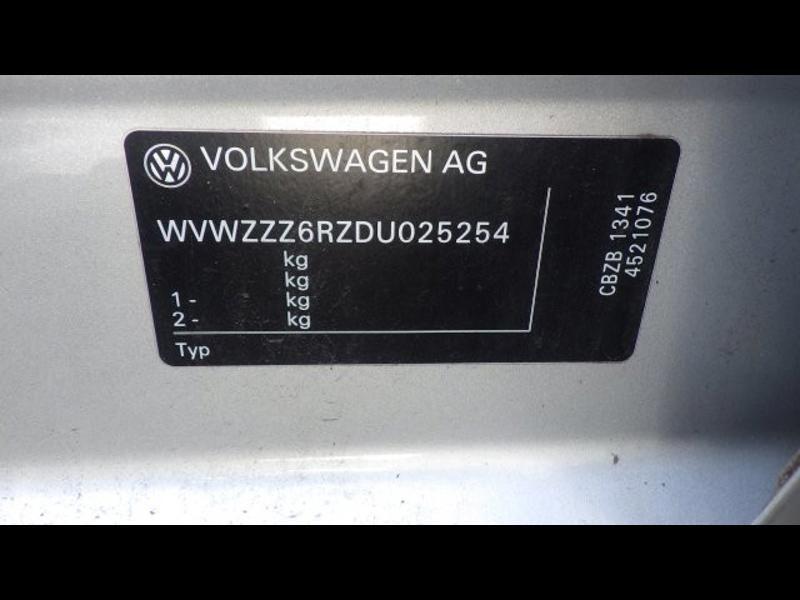 VOLKSWAGEN AG
WVWZZZ6RZDU025254
kg
kg
1 - kg
2 - kg
Typ
CBZB 1341
4521076